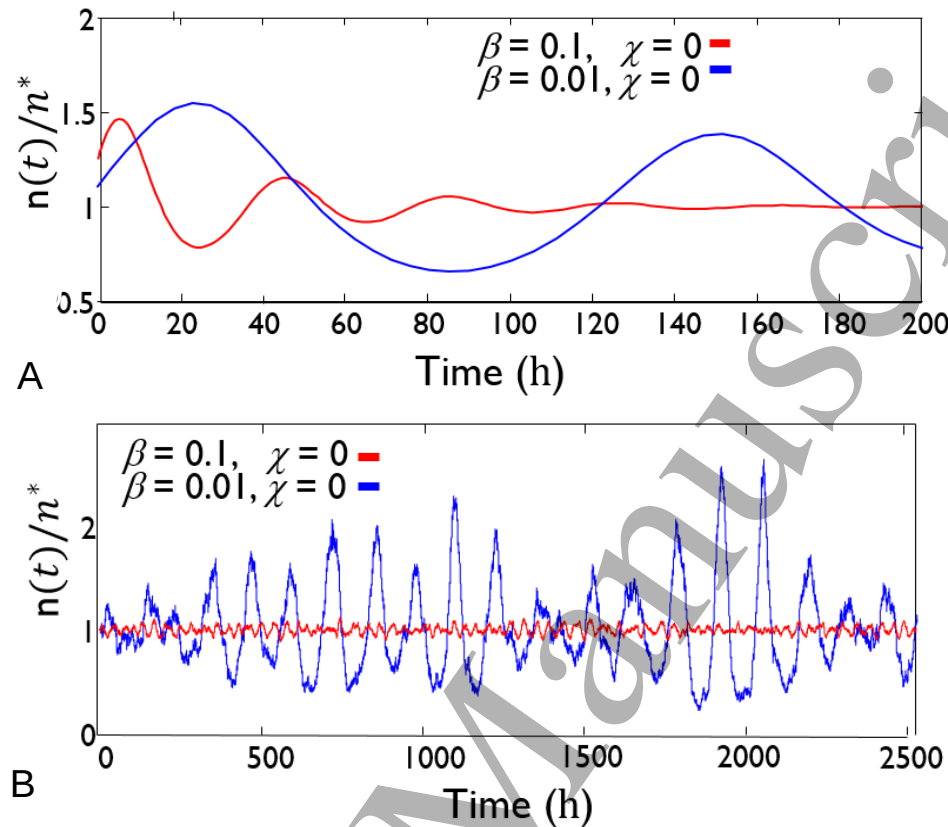 2
1.5
1
0.5
n(t)/n*
β = 0.1, χ = 0
β = 0.01, χ = 0
0 20 40 60 80 100 120 140 160 180 200
Time (h)
A
2
1
0
n(t)/n*
β = 0.1, χ = 0
β = 0.01, χ = 0
0 500 1000 1500 2000 2500
Time (h)
B
Manuscri